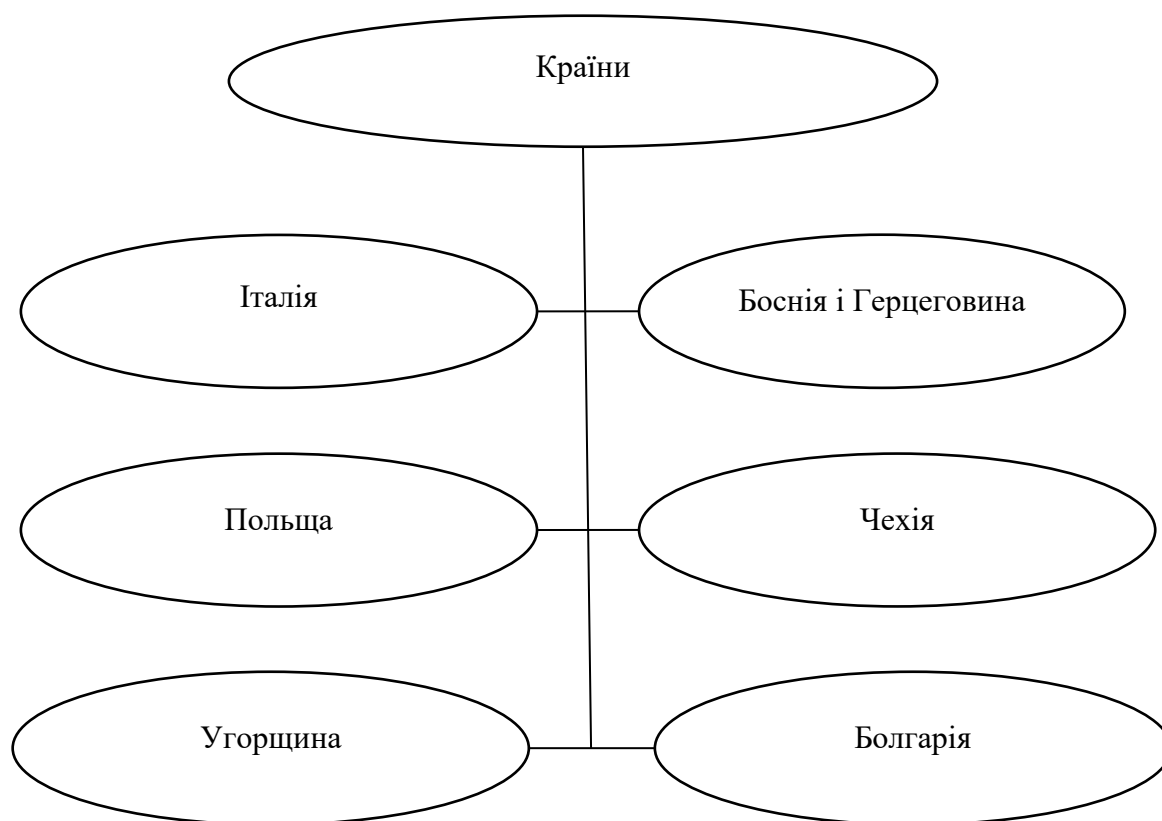 Країни
Італія
Боснія і Герцеговина
Польща
Чехія
Угорщина
Болгарія